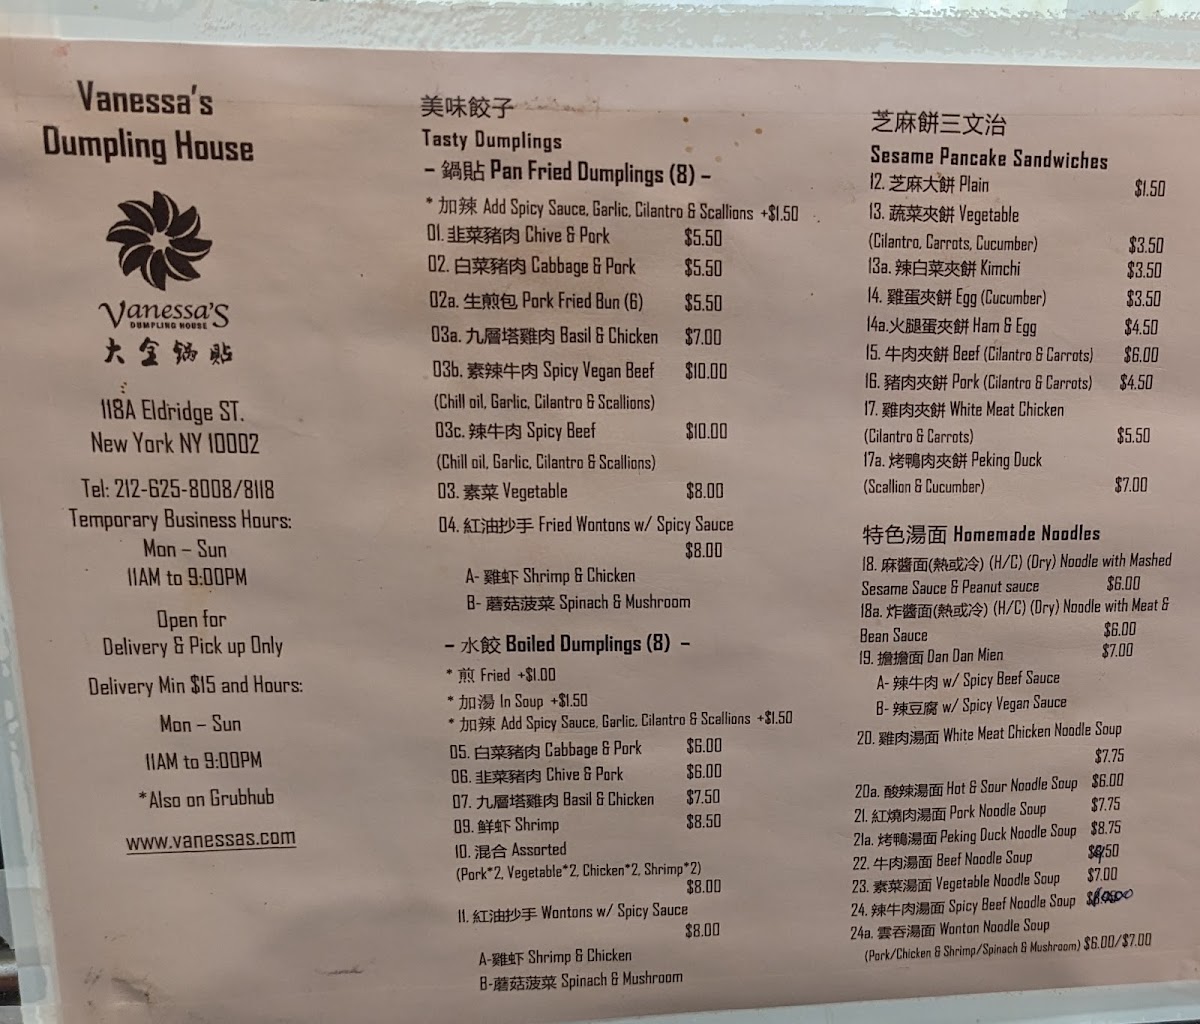 Vanessa's
Dumpling House
Vanessa's
DUMPLING HOUSE
大全鍋貼
118A Eldridge ST.
New York NY 10002
Tel: 212-625-8008/8118
Temporary Business Hours:
Mon – Sun
11AM to 9:00PM
Open for
Delivery & Pick up Only
Delivery Min $15 and Hours:
Mon – Sun
11AM to 9:00PM
*Also on Grubhub
www.vanessas.com
美味餃子
Tasty Dumplings
– 鍋貼 Pan Fried Dumplings (8) –
* 加辣 Add Spicy Sauce, Garlic, Cilantro & Scallions +$1.50
01. 韭菜豬肉 Chive & Pork $5.50
02. 白菜豬肉 Cabbage & Pork $5.50
02a. 生煎包 Pork Fried Bun (6) $5.50
03a. 九層塔雞肉 Basil & Chicken $7.00
03b. 素辣牛肉 Spicy Vegan Beef $10.00
(Chill oil, Garlic, Cilantro & Scallions)
03c. 辣牛肉 Spicy Beef $10.00
(Chill oil, Garlic, Cilantro & Scallions)
03. 素菜 Vegetable $8.00
04. 紅油抄手 Fried Wontons w/ Spicy Sauce
$8.00
A- 雞虾 Shrimp & Chicken
B- 蘑菇菠菜 Spinach & Mushroom
– 水餃 Boiled Dumplings (8) –
* 煎 Fried +$1.00
* 加湯 In Soup +$1.50
* 加辣 Add Spicy Sauce, Garlic, Cilantro & Scallions +$1.50
05. 白菜豬肉 Cabbage & Pork $6.00
06. 韭菜豬肉 Chive & Pork $6.00
07. 九層塔雞肉 Basil & Chicken $7.50
09. 鮮虾 Shrimp $8.50
10. 混合 Assorted
(Pork*2, Vegetable*2, Chicken*2, Shrimp*2)
$8.00
11. 紅油抄手 Wontons w/ Spicy Sauce
$8.00
A-雞虾 Shrimp & Chicken
B-蘑菇菠菜 Spinach & Mushroom
芝麻餅三文治
Sesame Pancake Sandwiches
12. 芝麻大餅 Plain $1.50
13. 蔬菜夾餅 Vegetable
(Cilantro, Carrots, Cucumber) $3.50
13a. 辣白菜夾餅 Kimchi $3.50
14. 雞蛋夾餅 Egg (Cucumber) $3.50
14a.火腿蛋夾餅 Ham & Egg $4.50
15. 牛肉夾餅 Beef (Cilantro & Carrots) $6.00
16. 豬肉夾餅 Pork (Cilantro & Carrots) $4.50
17. 雞肉夾餅 White Meat Chicken
(Cilantro & Carrots) $5.50
17a. 烤鴨肉夾餅 Peking Duck
(Scallion & Cucumber) $7.00
特色湯面 Homemade Noodles
18. 麻醬面(熱或冷) (H/C) (Dry) Noodle with Mashed
Sesame Sauce & Peanut sauce $6.00
18a. 炸醬面(熱或冷) (H/C) (Dry) Noodle with Meat &
Bean Sauce $6.00
19. 擔擔面 Dan Dan Mien $7.00
A- 辣牛肉 w/ Spicy Beef Sauce
B- 辣豆腐 w/ Spicy Vegan Sauce
20. 雞肉湯面 White Meat Chicken Noodle Soup
$7.75
20a. 酸辣湯面 Hot & Sour Noodle Soup $6.00
21. 紅燒肉湯面 Pork Noodle Soup $7.75
21a. 烤鴨湯面 Peking Duck Noodle Soup $8.75
22. 牛肉湯面 Beef Noodle Soup
23. 素菜湯面 Vegetable Noodle Soup $7.00
24. 辣牛肉湯面 Spicy Beef Noodle Soup
24a. 雲吞湯面 Wonton Noodle Soup
(Pork/Chicken & Shrimp/Spinach & Mushroom) $6.00/$7.00